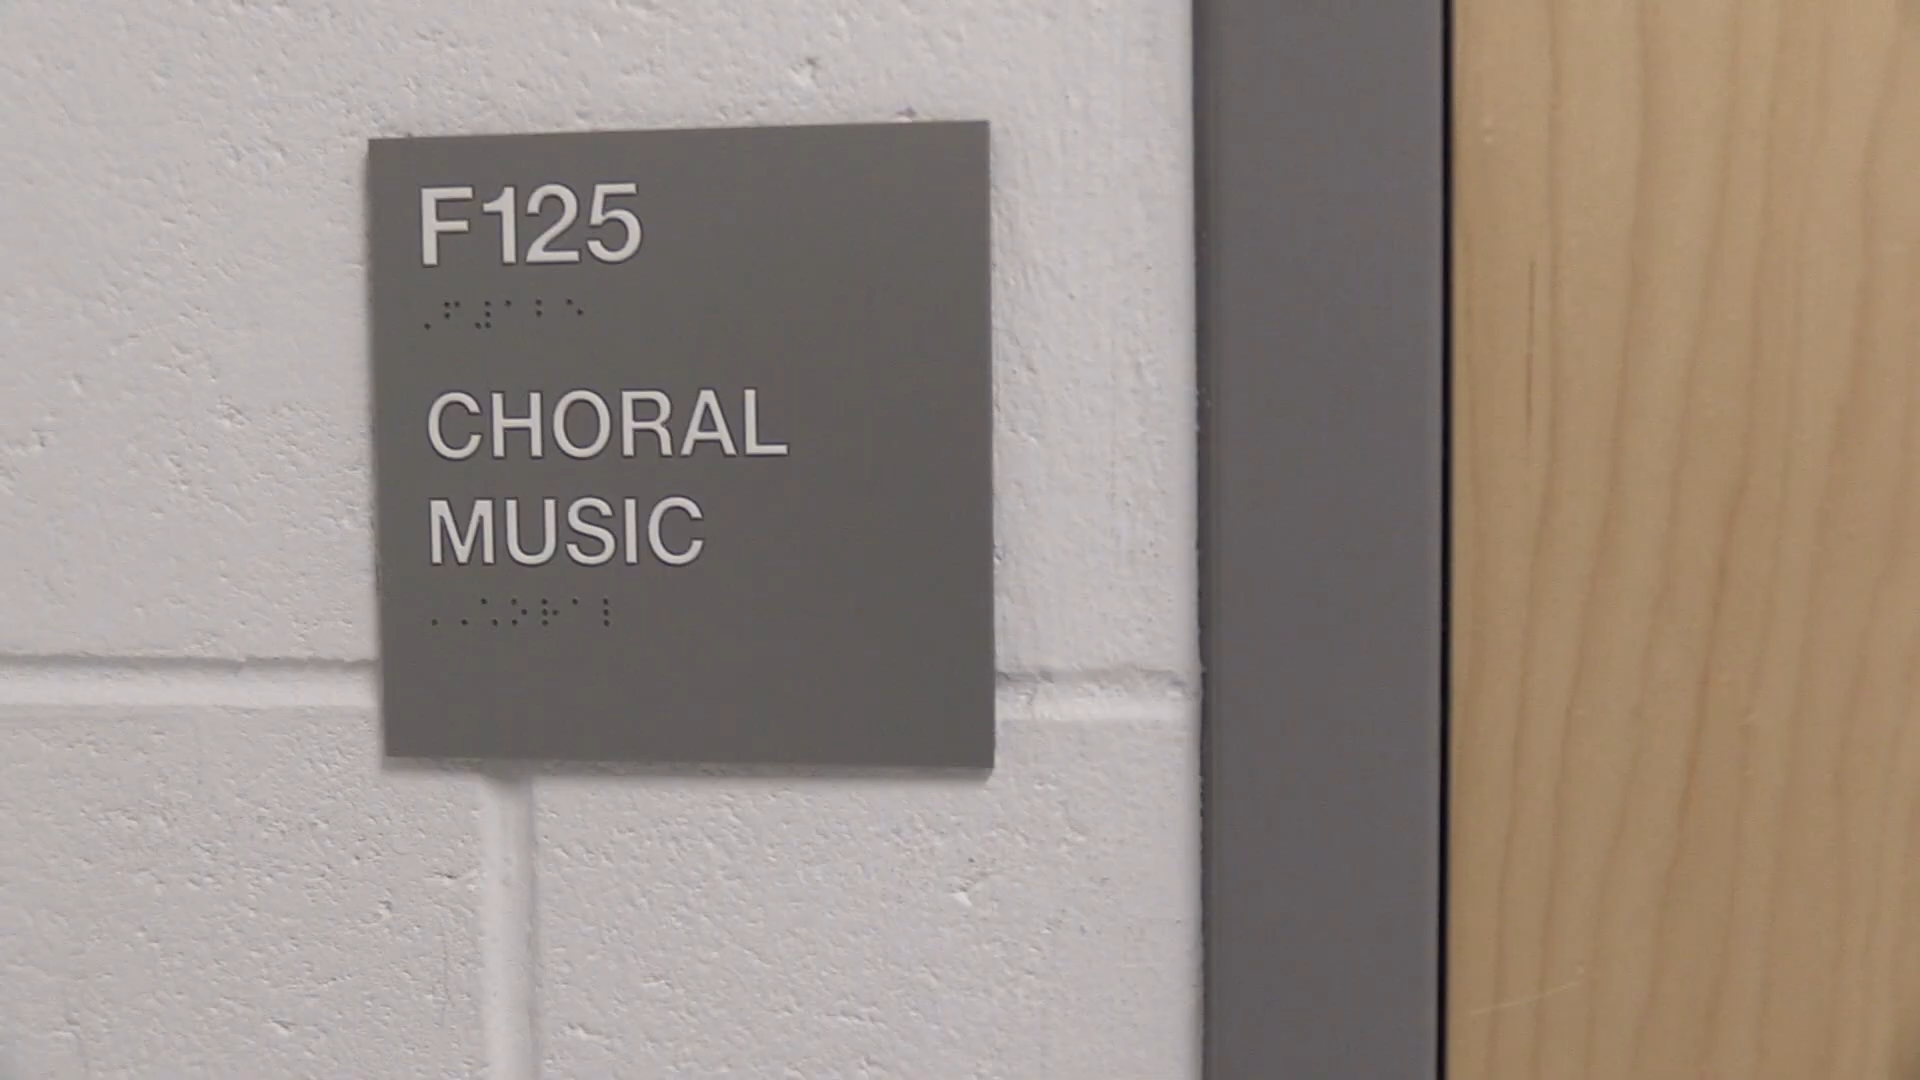 F125
⠠⠋⠼⠁⠃⠑
CHORAL
MUSIC
⠠⠠⠡⠕⠗⠁⠇